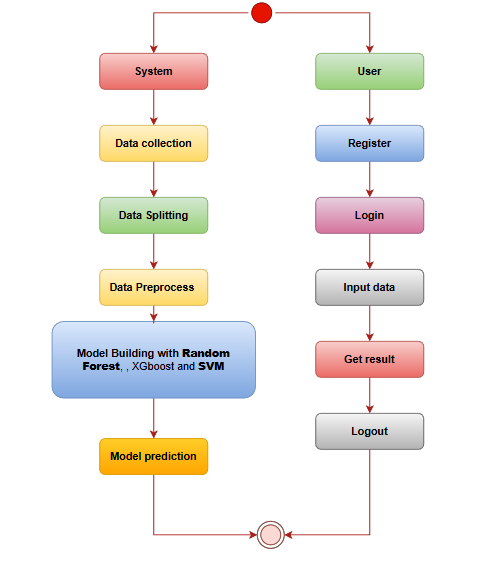 System
Data collection
Data Splitting
Data Preprocess
Model Building with Random
Forest, , XGboost and SVM
Model prediction
User
Register
Login
Input data
Get result
Logout